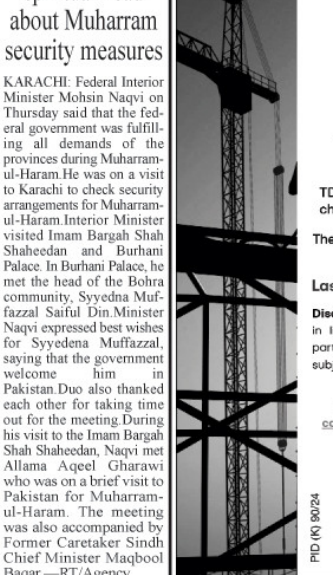 about Muharram
security measures
KARACHI: Federal Interior
Minister Mohsin Naqvi on
Thursday said that the fed-
eral government was fulfill-
ing all demands of the
provinces during Muharram-
ul-Haram.He was on a visit
to Karachi to check security
arrangements for Muharram-
ul-Haram.Interior Minister
visited Imam Bargah Shah
Shaheedan and Burhani
Palace. In Burhani Palace, he
met the head of the Bohra
community, Syyedna Muf-
fazzal Saiful Din.Minister
Naqvi expressed best wishes
for Syyedena Muffazzal,
saying that the government
welcome him in
Pakistan.Duo also thanked
each other for taking time
out for the meeting.During
his visit to the Imam Bargah
Shah Shaheedan, Naqvi met
Allama Aqeel Gharawi
who was on a brief visit to
Pakistan for Muharram-
ul-Haram. The meeting
was also accompanied by
Former Caretaker Sindh
Chief Minister Maqbool
Baqar.—RT/Agency
TD
ch
The
Las
Disc
in l
part
subj
co
PID (K) 90/24